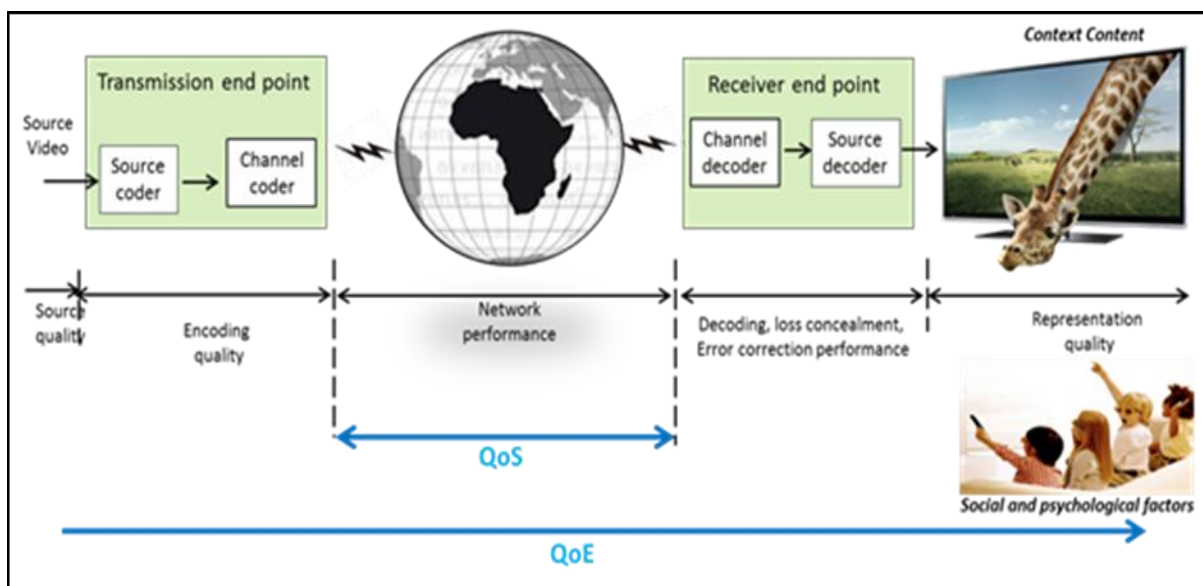 Context Content
Transmission end point
Receiver end point
Source
Video
Source
coder
Channel
coder
Channel
decoder
Source
decoder
Source
quality
Encoding
quality
Network
performance
Decoding, loss concealment,
Error correction performance
Representation
quality
QoS
Social and psychological factors
QoE